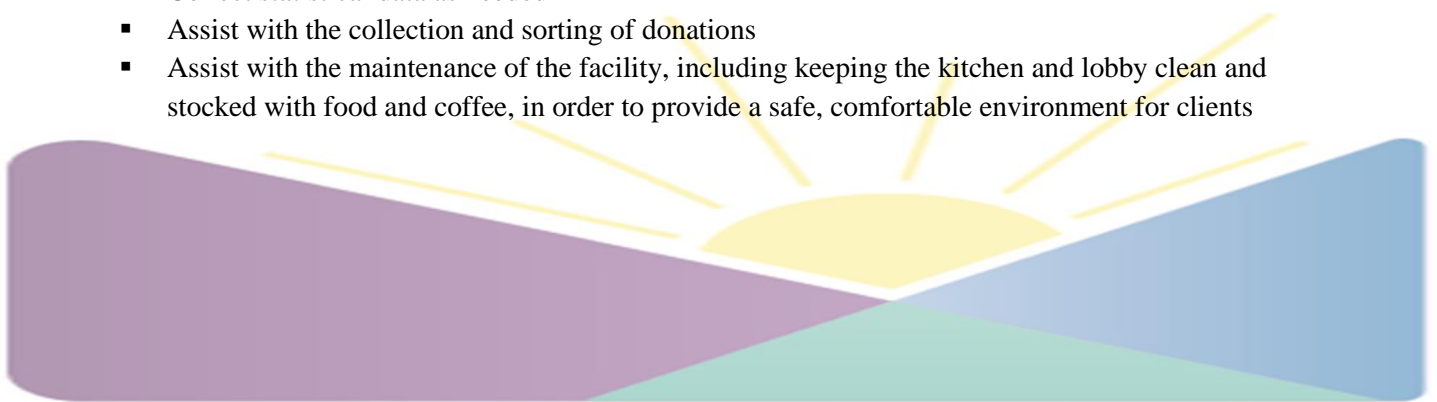 ▪ Assist with the collection and sorting of donations
▪ Assist with the maintenance of the facility, including keeping the kitchen and lobby clean and
stocked with food and coffee, in order to provide a safe, comfortable environment for clients